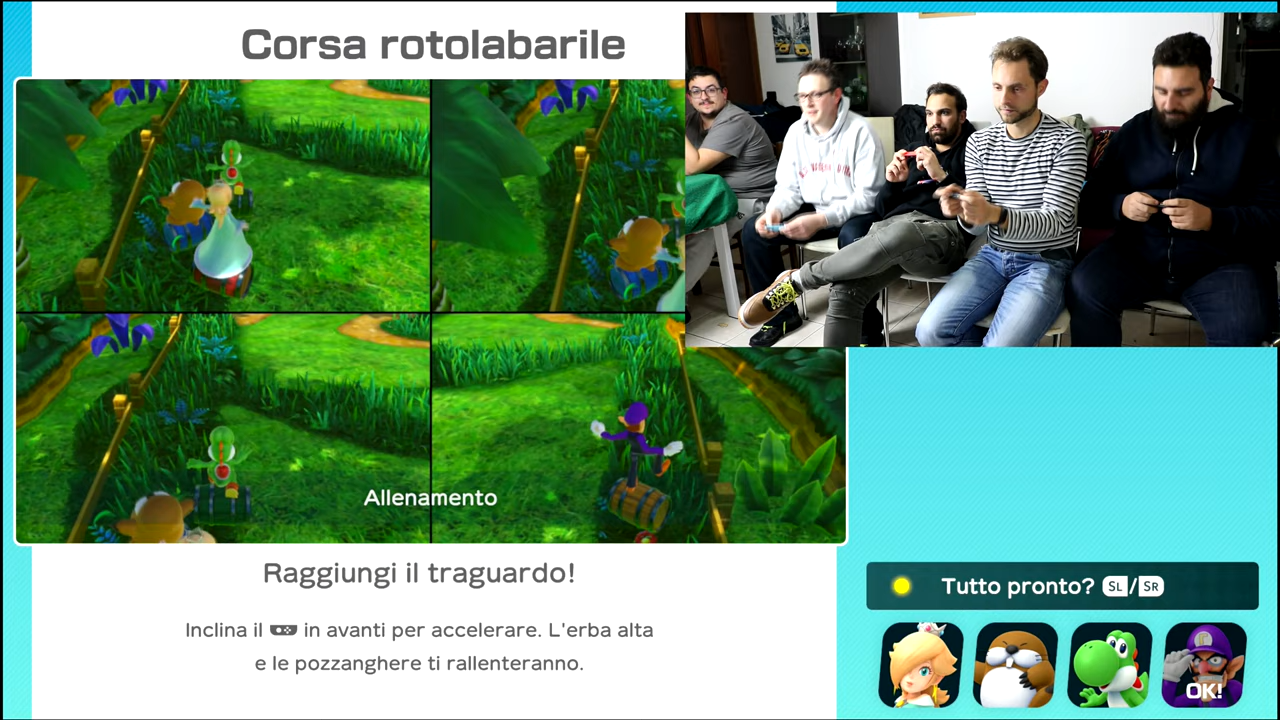 Corsa rotolabarile
Allenamento
Raggiungi il traguardo!
Inclina il in avanti per accelerare. L'erba alta
e le pozzanghere ti rallenteranno.
Tutto pronto? SL/SR
OK!